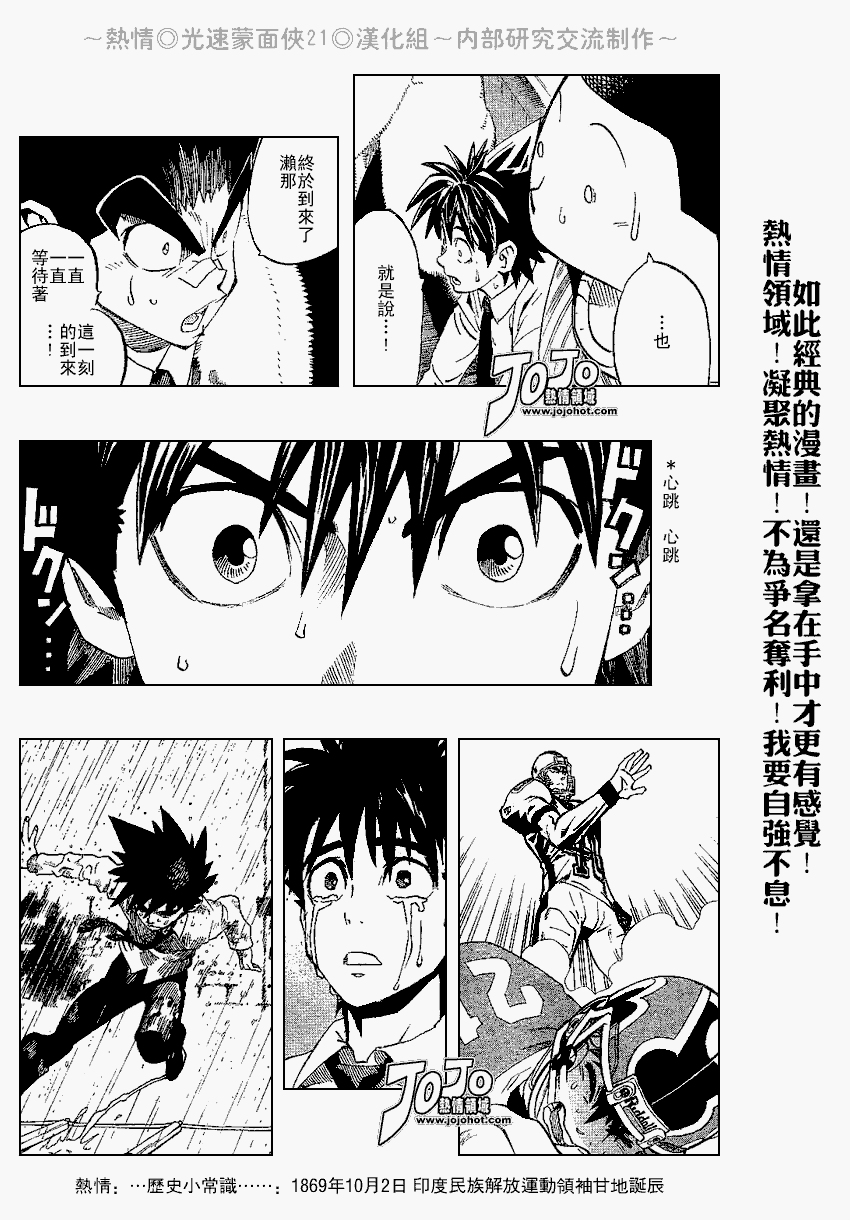 ～熱情◎光速蒙面俠21◎漢化組～内部研究交流制作～
…也
就是說…！
終於到來了
瀨那
一直
一直
等待著
這一刻
的到來
…！
JOJO
熱情領域
www.jojohot.com
＊心跳 心跳
ドクン…
ドクン…
如此經典的漫畫！還是拿在手中才更有感覺！
熱情領域！凝聚熱情！不為爭名奪利！我要自強不息！
21
Riddell
JOJO
熱情領域
www.jojohot.com
熱情：…歷史小常識……：1869年10月2日 印度民族解放運動領袖甘地誕辰